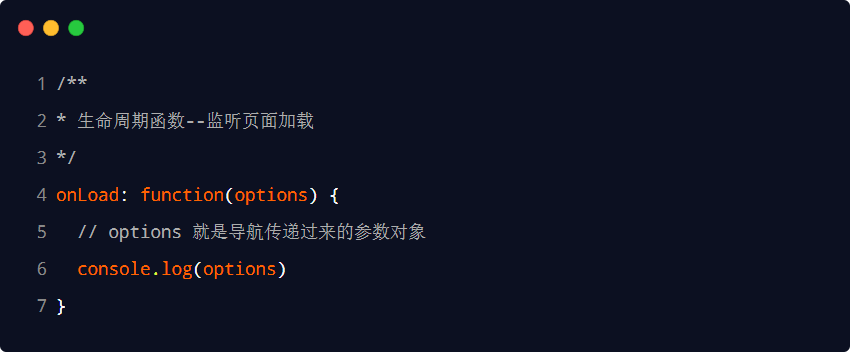 1 /**
2 * 生命周期函数--监听页面加载
3 */
4 onLoad: function(options) {
5   // options 就是导航传递过来的参数对象
6   console.log(options)
7 }